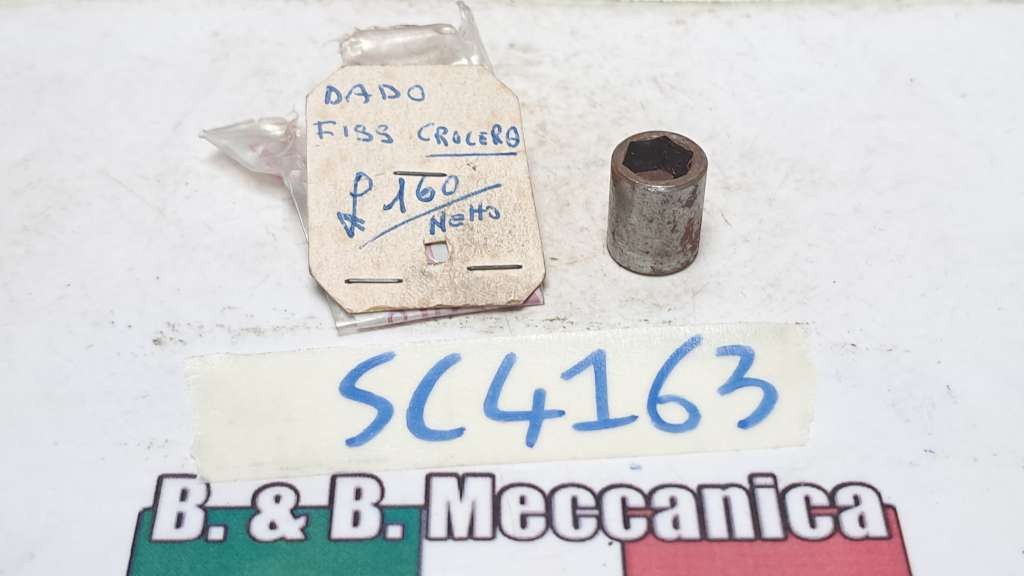 DADO
FISS CROCERA
£ 160
NETTO
SC4163
B. & B. Meccanica